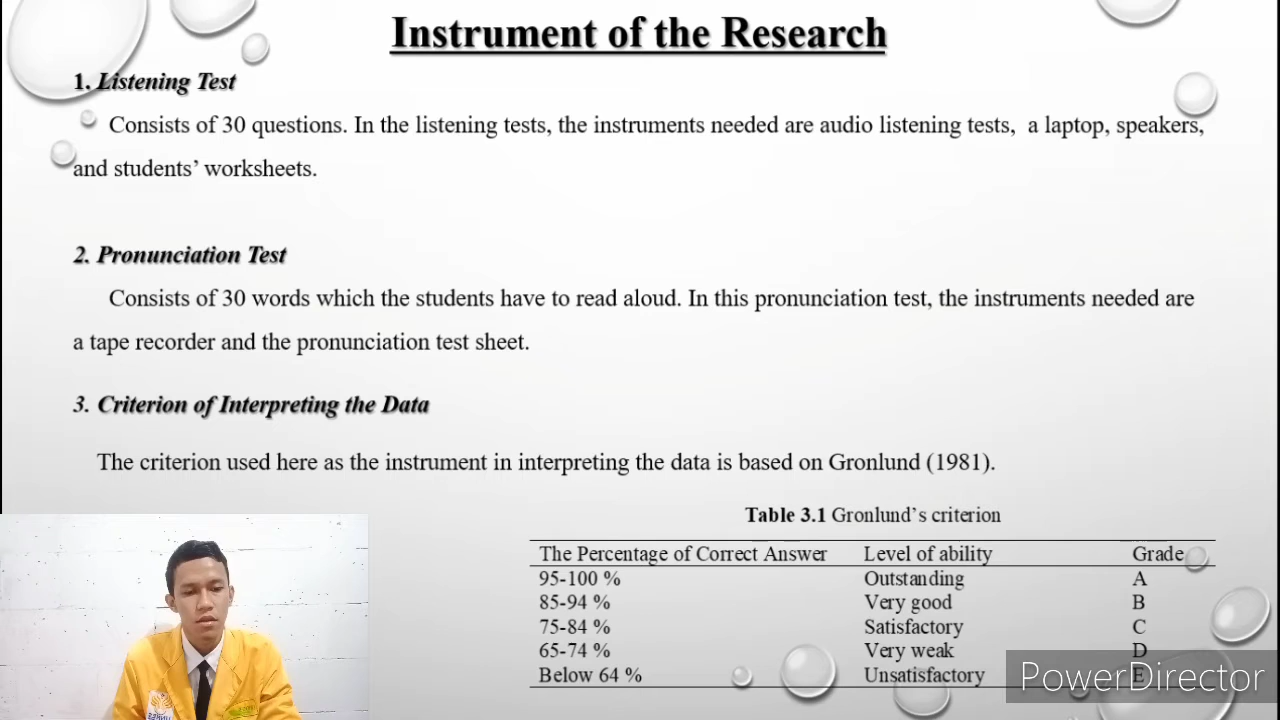 Instrument of the Research
1. Listening Test
Consists of 30 questions. In the listening tests, the instruments needed are audio listening tests, a laptop, speakers,
and students' worksheets.
2. Pronunciation Test
Consists of 30 words which the students have to read aloud. In this pronunciation test, the instruments needed are
a tape recorder and the pronunciation test sheet.
3. Criterion of Interpreting the Data
The criterion used here as the instrument in interpreting the data is based on Gronlund (1981).
Table 3.1 Gronlund's criterion
The Percentage of Correct Answer Level of ability Grade
95-100 % Outstanding A
85-94 % Very good B
75-84 % Satisfactory C
65-74 % Very weak D
Below 64 % Unsatisfactory E
PowerDirector